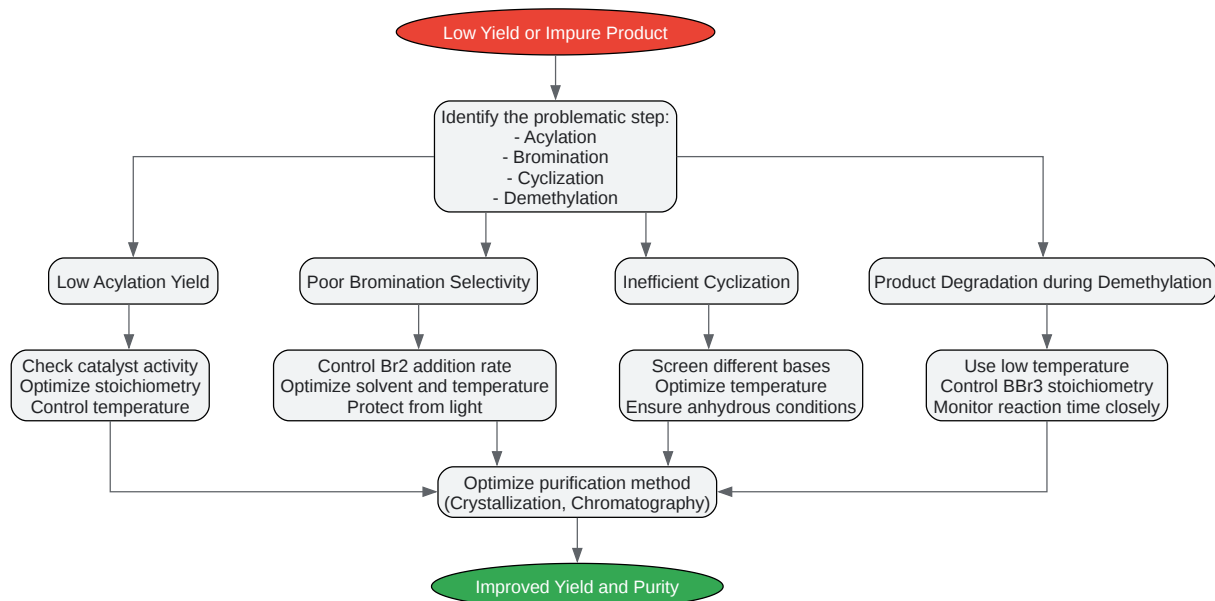 Low Yield or Impure Product
Identify the problematic step:
- Acylation
- Bromination
- Cyclization
- Demethylation
Low Acylation Yield
Poor Bromination Selectivity
Inefficient Cyclization
Product Degradation during Demethylation
Check catalyst activity
Optimize stoichiometry
Control temperature
Control Br2 addition rate
Optimize solvent and temperature
Protect from light
Screen different bases
Optimize temperature
Ensure anhydrous conditions
Use low temperature
Control BBr3 stoichiometry
Monitor reaction time closely
Optimize purification method
(Crystallization, Chromatography)
Improved Yield and Purity